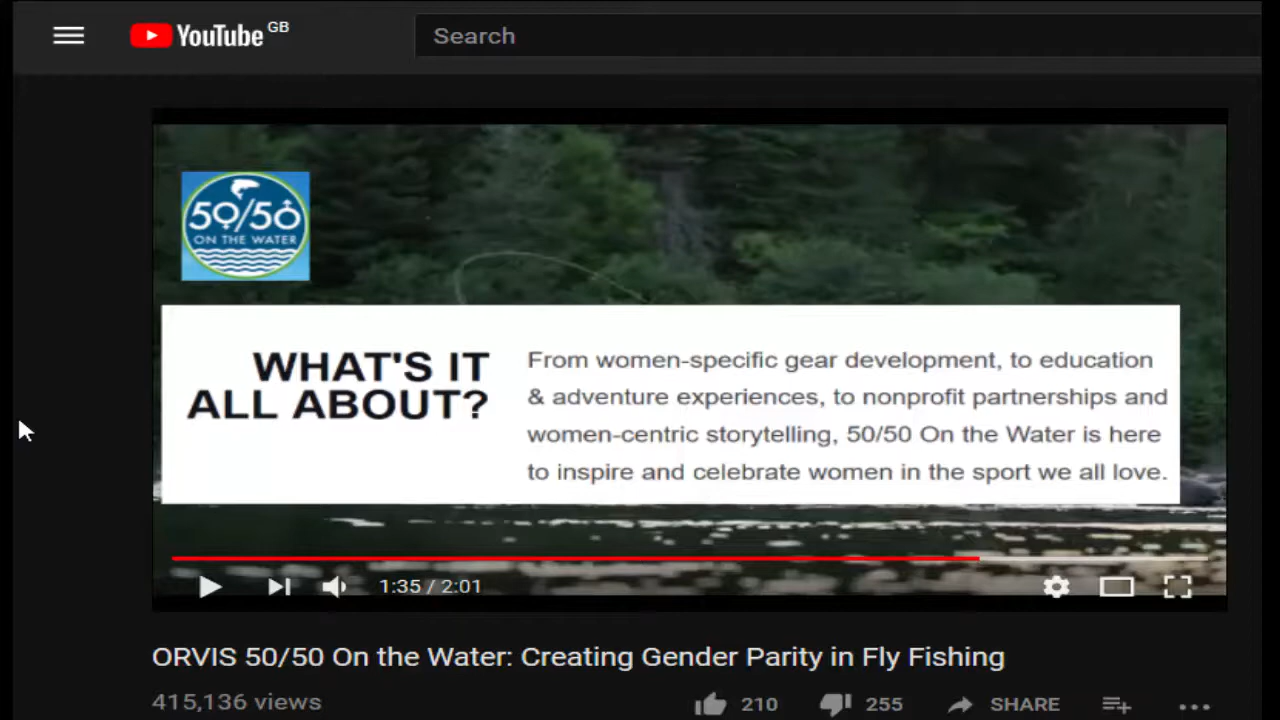 YouTube GB
Search
50/50
ON THE WATER
WHAT'S IT
ALL ABOUT?
From women-specific gear development, to education
& adventure experiences, to nonprofit partnerships and
women-centric storytelling, 50/50 On the Water is here
to inspire and celebrate women in the sport we all love.
1:35 / 2:01
ORVIS 50/50 On the Water: Creating Gender Parity in Fly Fishing
415,136 views
210
255
SHARE